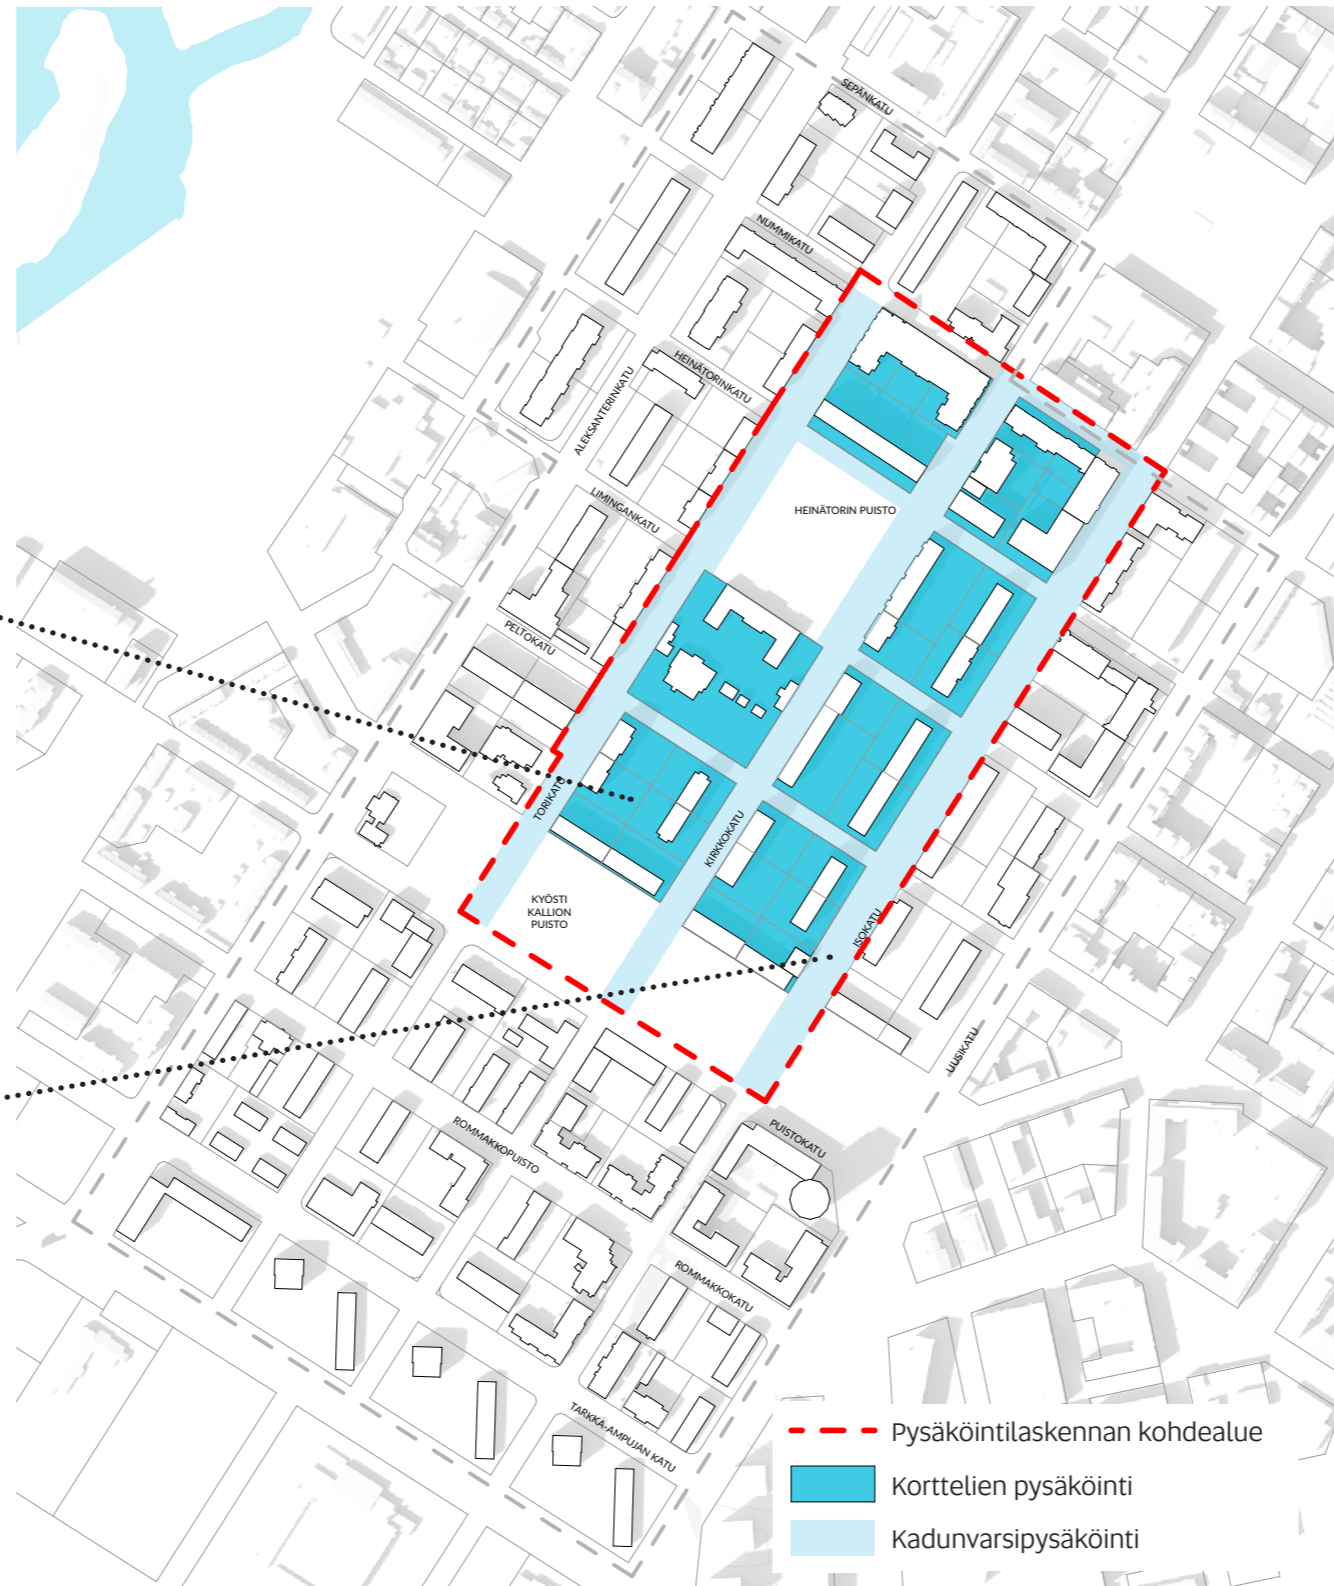 SEPÄNKATU
NUMMIKATU
HEINÄTORINKATU
ALEKSANTERINKATU
LIMINGANKATU
HEINÄTORIN PUISTO
PELTOKATU
TORIKATU
KIRKKOKATU
KYÖSTI
KALLION
PUISTO
ISOKATU
UUSIKATU
PUISTOKATU
ROMMAKKOPUISTO
ROMMAKKOKATU
TARKKA-AMPUJAN KATU
Pysäköintilaskennan kohdealue
Korttelien pysäköinti
Kadunvarsipysäköinti